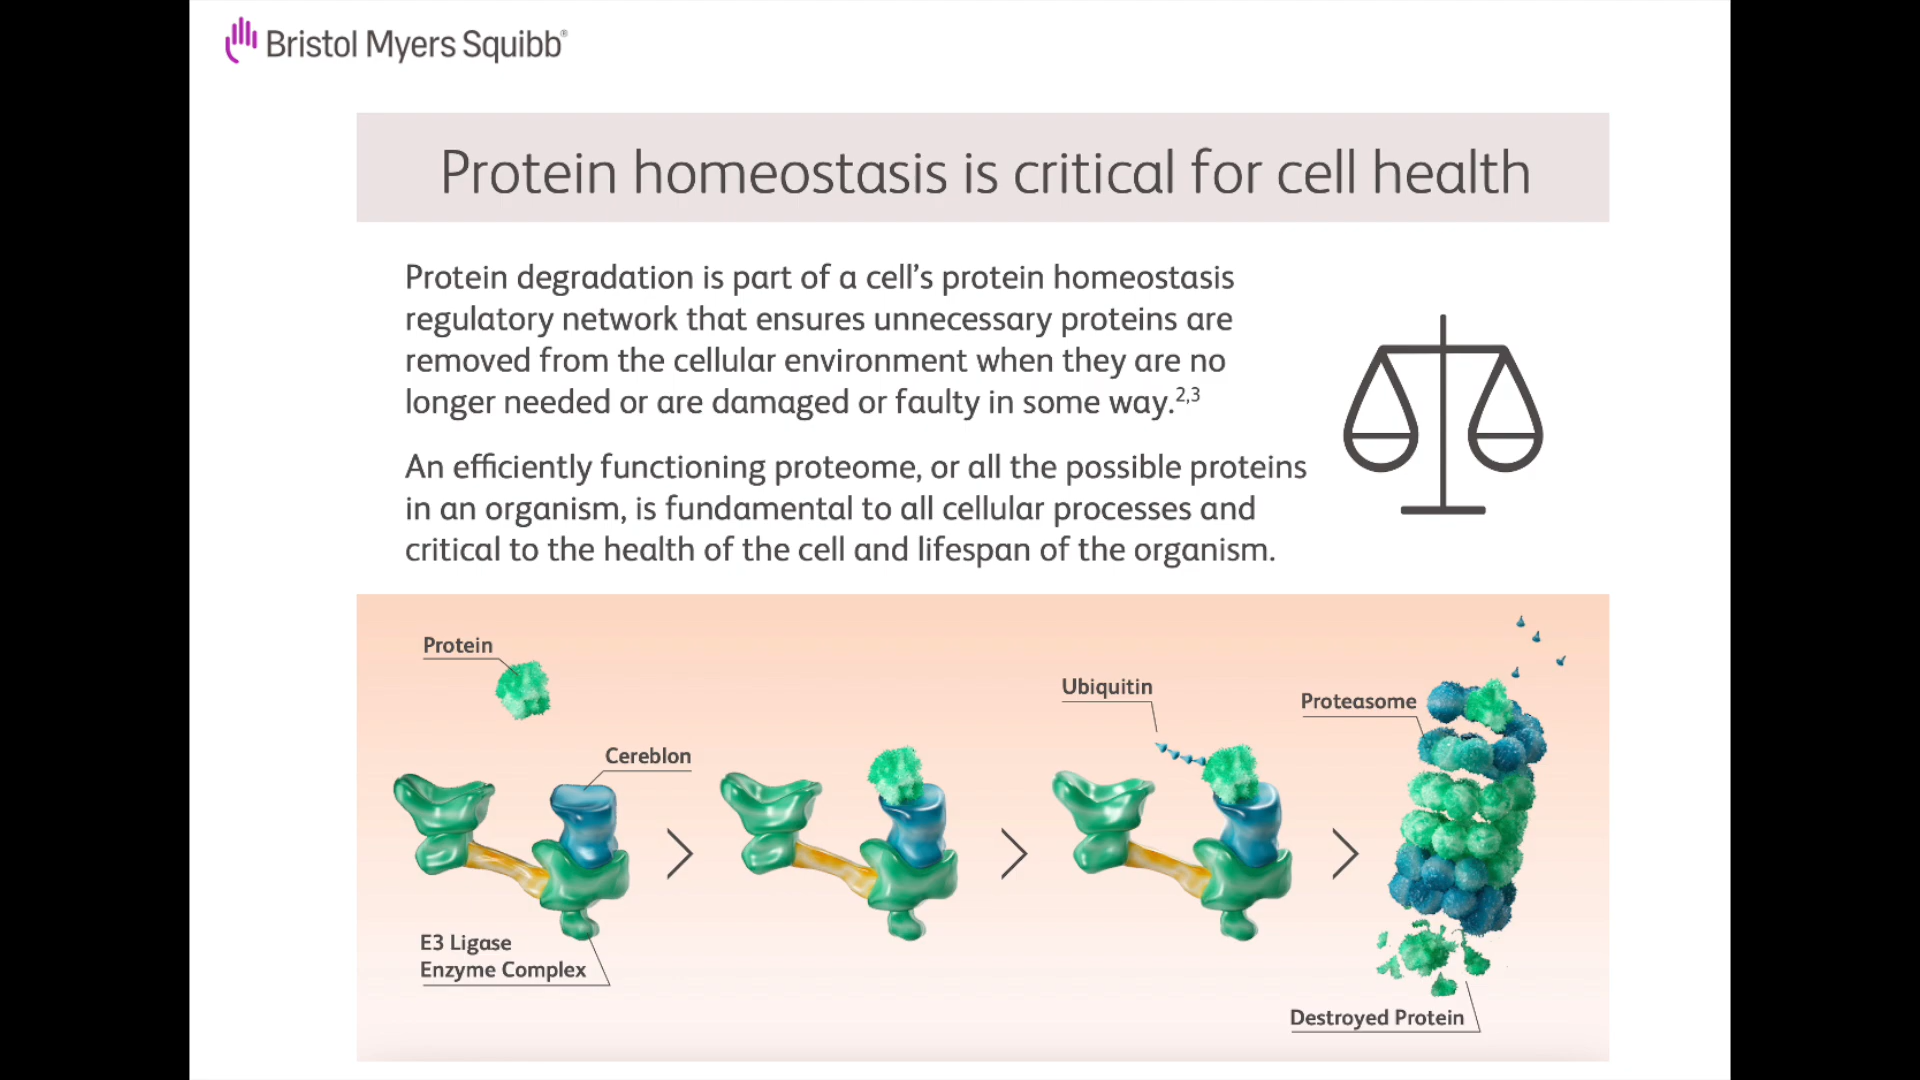 Bristol Myers Squibb®
Protein homeostasis is critical for cell health
Protein degradation is part of a cell’s protein homeostasis
regulatory network that ensures unnecessary proteins are
removed from the cellular environment when they are no
longer needed or are damaged or faulty in some way.2,3
An efficiently functioning proteome, or all the possible proteins
in an organism, is fundamental to all cellular processes and
critical to the health of the cell and lifespan of the organism.
Protein
Cereblon
E3 Ligase
Enzyme Complex
Ubiquitin
Proteasome
Destroyed Protein